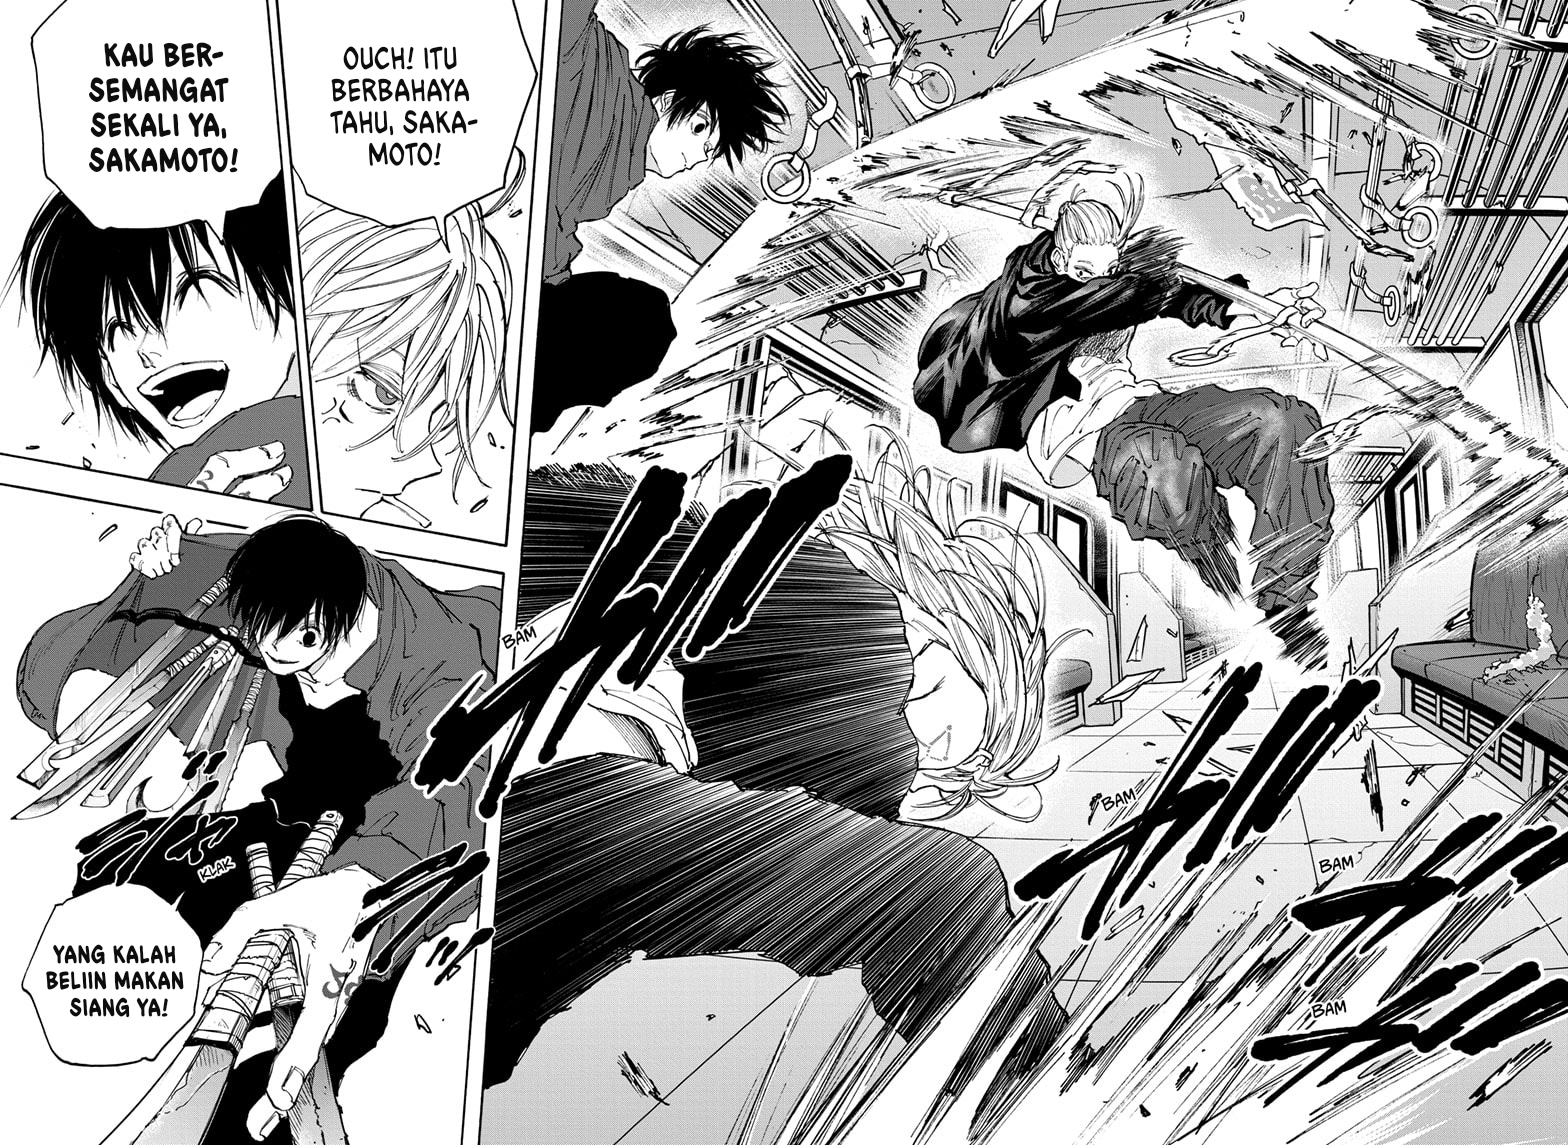 OUCH! ITU
BERBAHAYA
TAHU, SAKA-
MOTO!
KAU BER-
SEMANGAT
SEKALI YA,
SAKAMOTO!
BAM
BAM
BAM
BAM
KLAK
YANG KALAH
BELIIN MAKAN
SIANG YA!